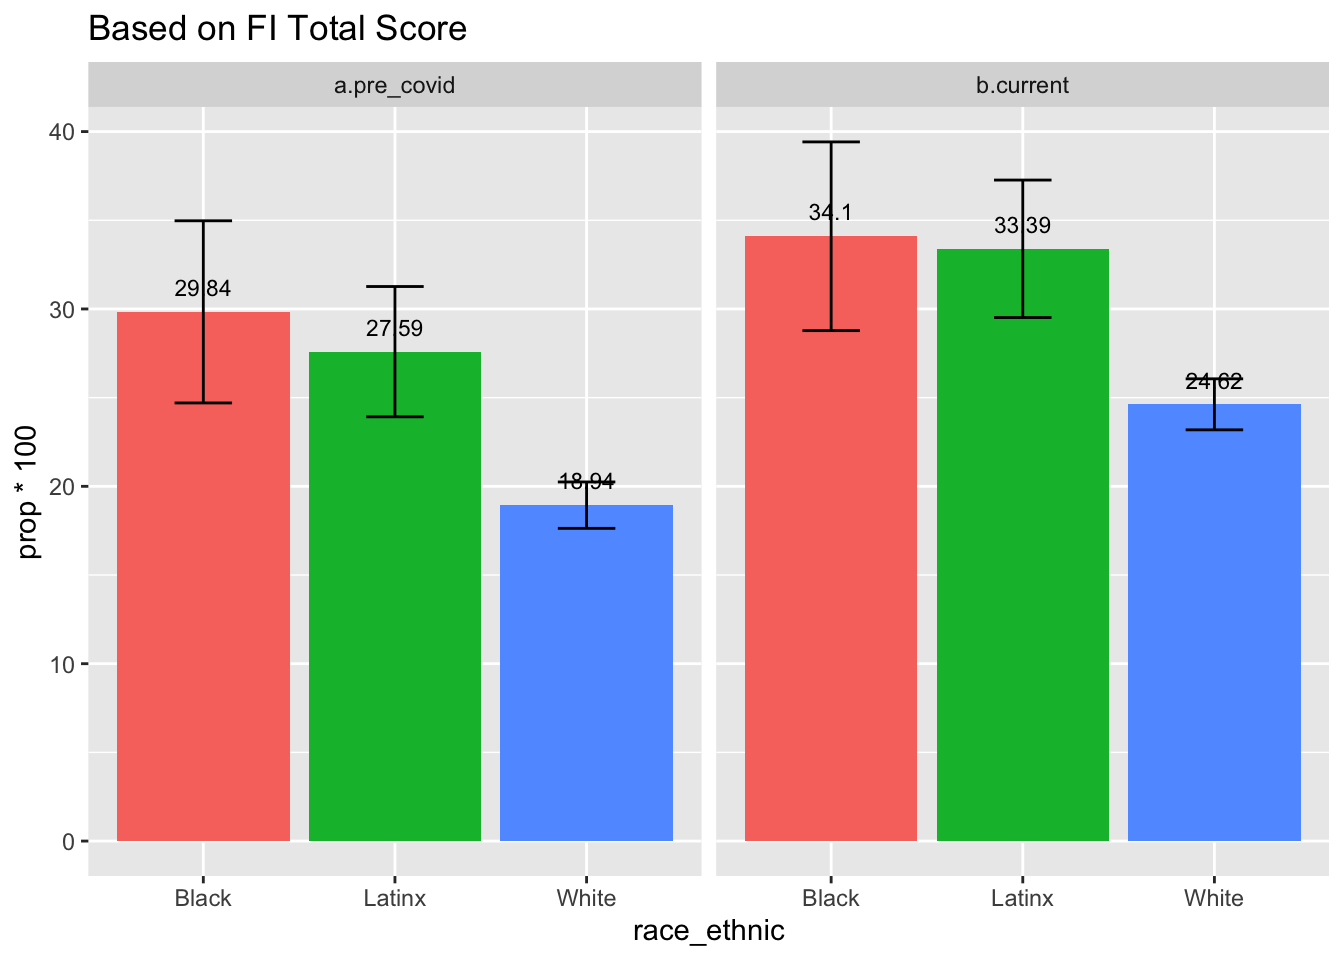 Based on FI Total Score
a.pre_covid
b.current
prop * 100
40
30
20
10
0
29.84
27.59
18.94
34.1
33.39
24.62
Black
Latinx
White
Black
Latinx
White
race_ethnic